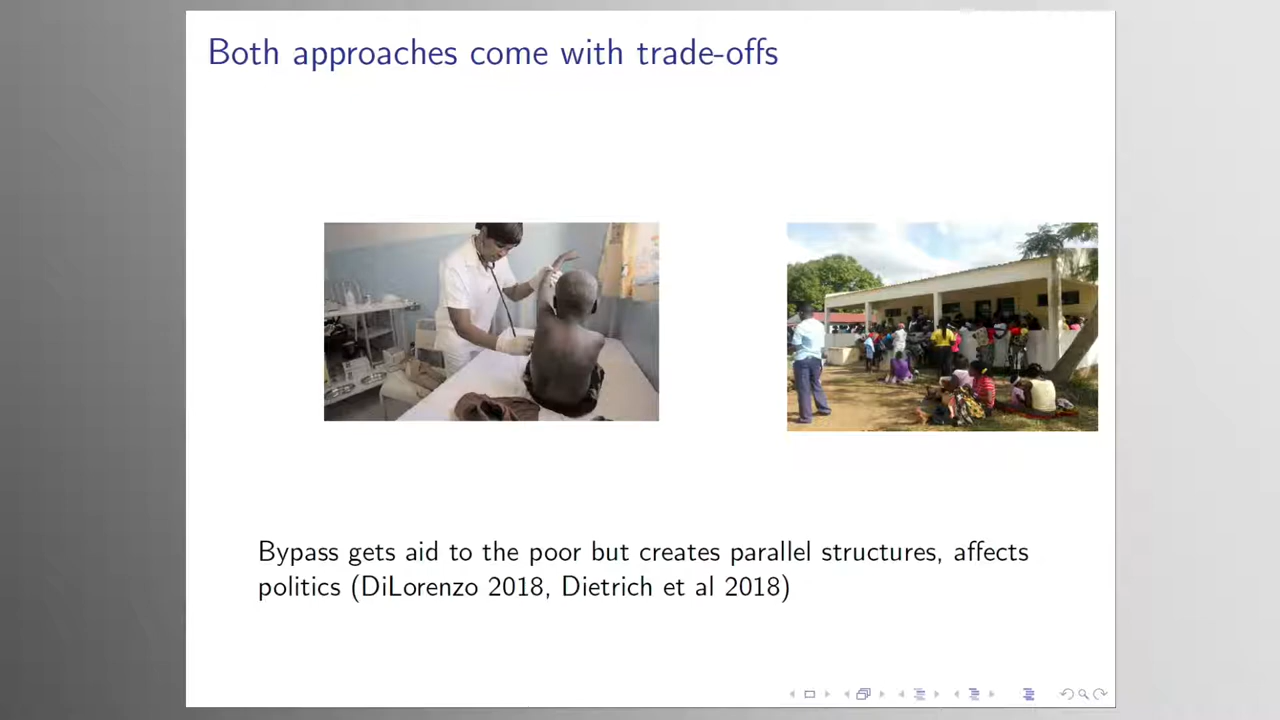 Both approaches come with trade-offs
Bypass gets aid to the poor but creates parallel structures, affects
politics (DiLorenzo 2018, Dietrich et al 2018)